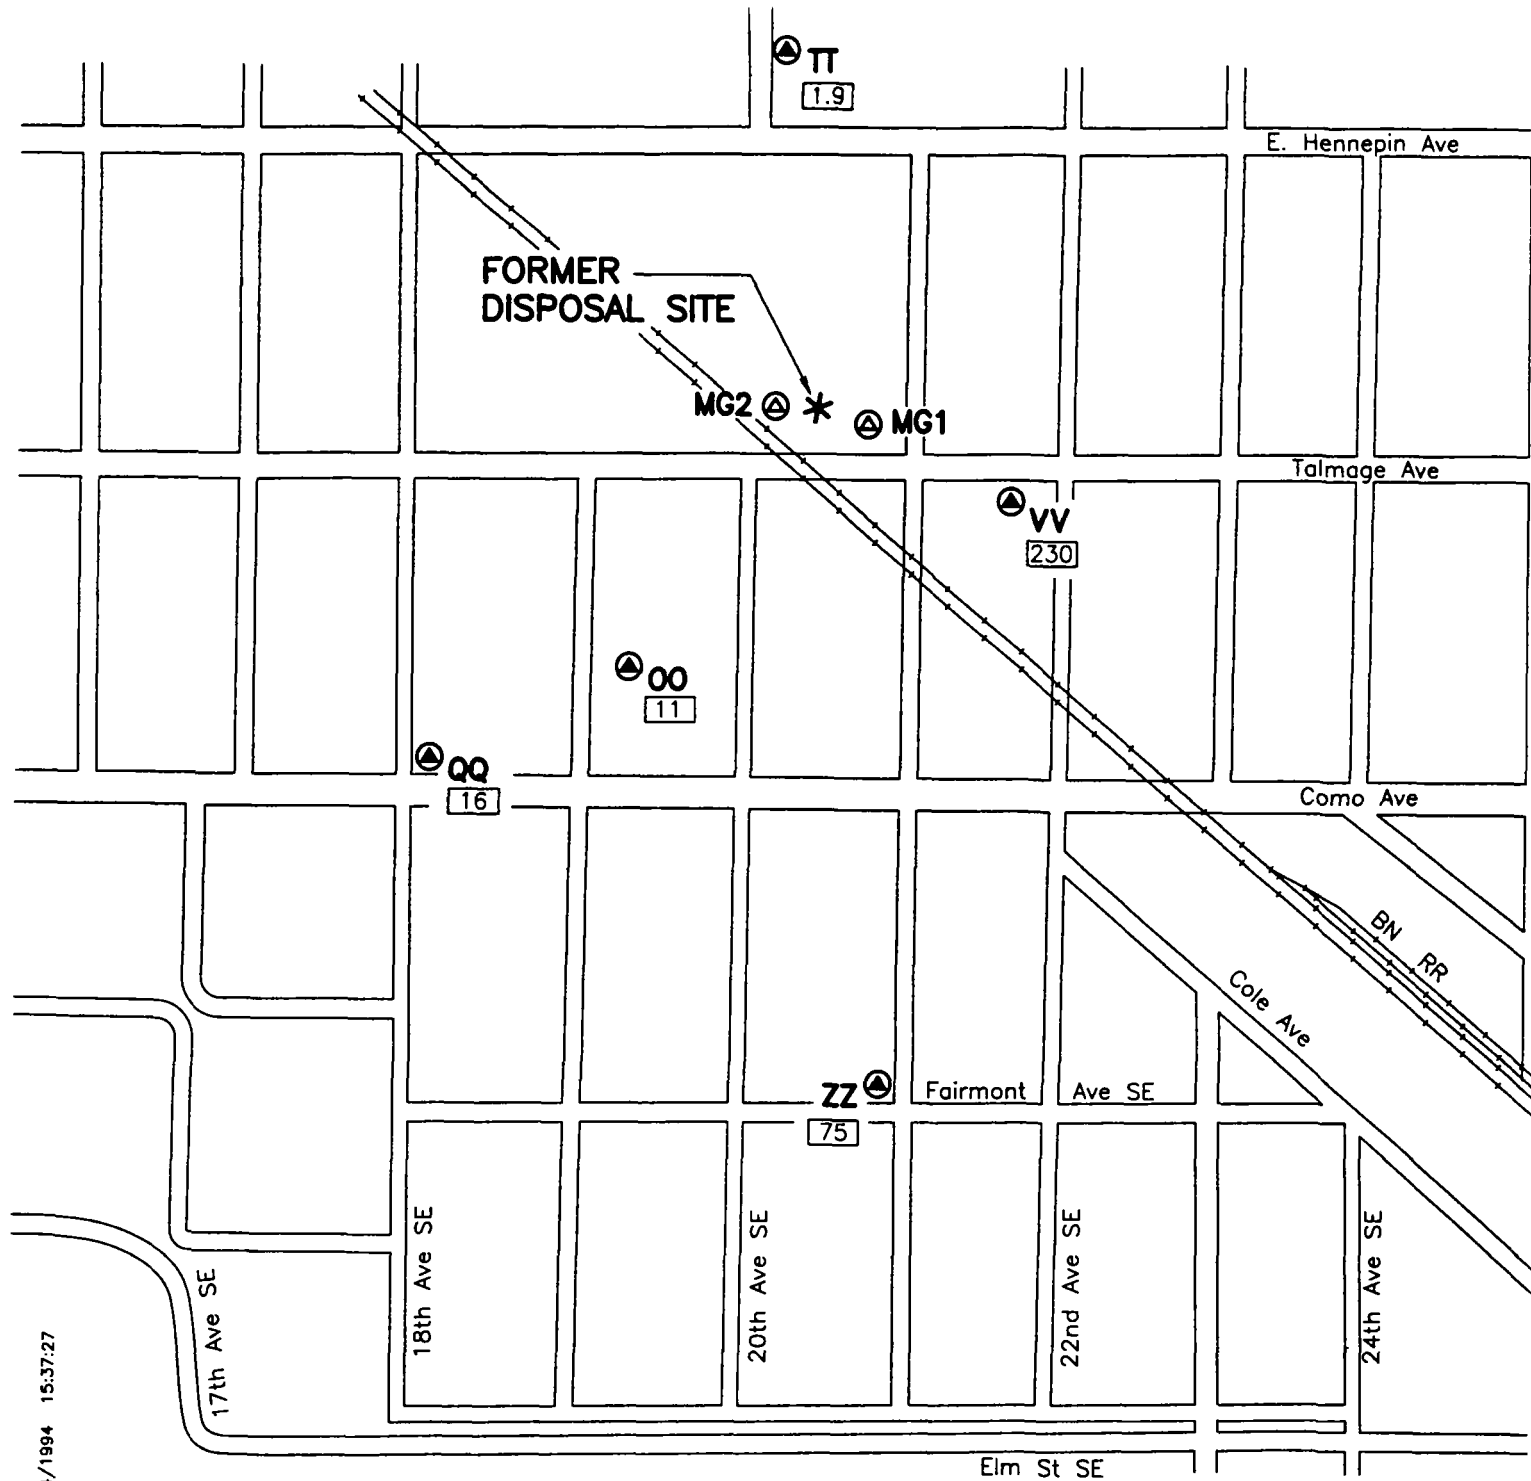 TT
1.9
E. Hennepin Ave
FORMER
DISPOSAL SITE
MG2
MG1
Talmage Ave
VV
230
OO
11
QQ
16
Como Ave
BN RR
Cole Ave
ZZ
Fairmont Ave SE
75
17th Ave SE
18th Ave SE
20th Ave SE
22nd Ave SE
24th Ave SE
/1994 15:37:27
Elm St SE